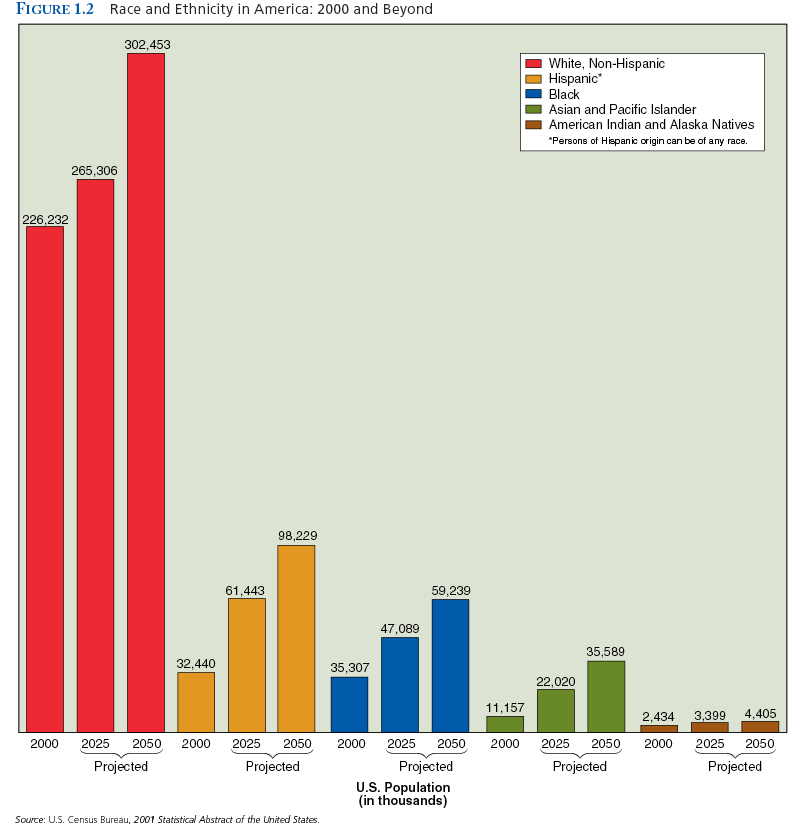 FIGURE 1.2 Race and Ethnicity in America: 2000 and Beyond
302,453
265,306
226,232
White, Non-Hispanic
Hispanic*
Black
Asian and Pacific Islander
American Indian and Alaska Natives
*Persons of Hispanic origin can be of any race.
98,229
61,443
32,440
59,239
47,089
35,307
35,589
22,020
11,157
2,434 3,399 4,405
2000 2025 2050 2000 2025 2050 2000 2025 2050 2000 2025 2050 2000 2025 2050
Projected Projected Projected Projected Projected
U.S. Population
(in thousands)
Source: U.S. Census Bureau, 2001 Statistical Abstract of the United States.